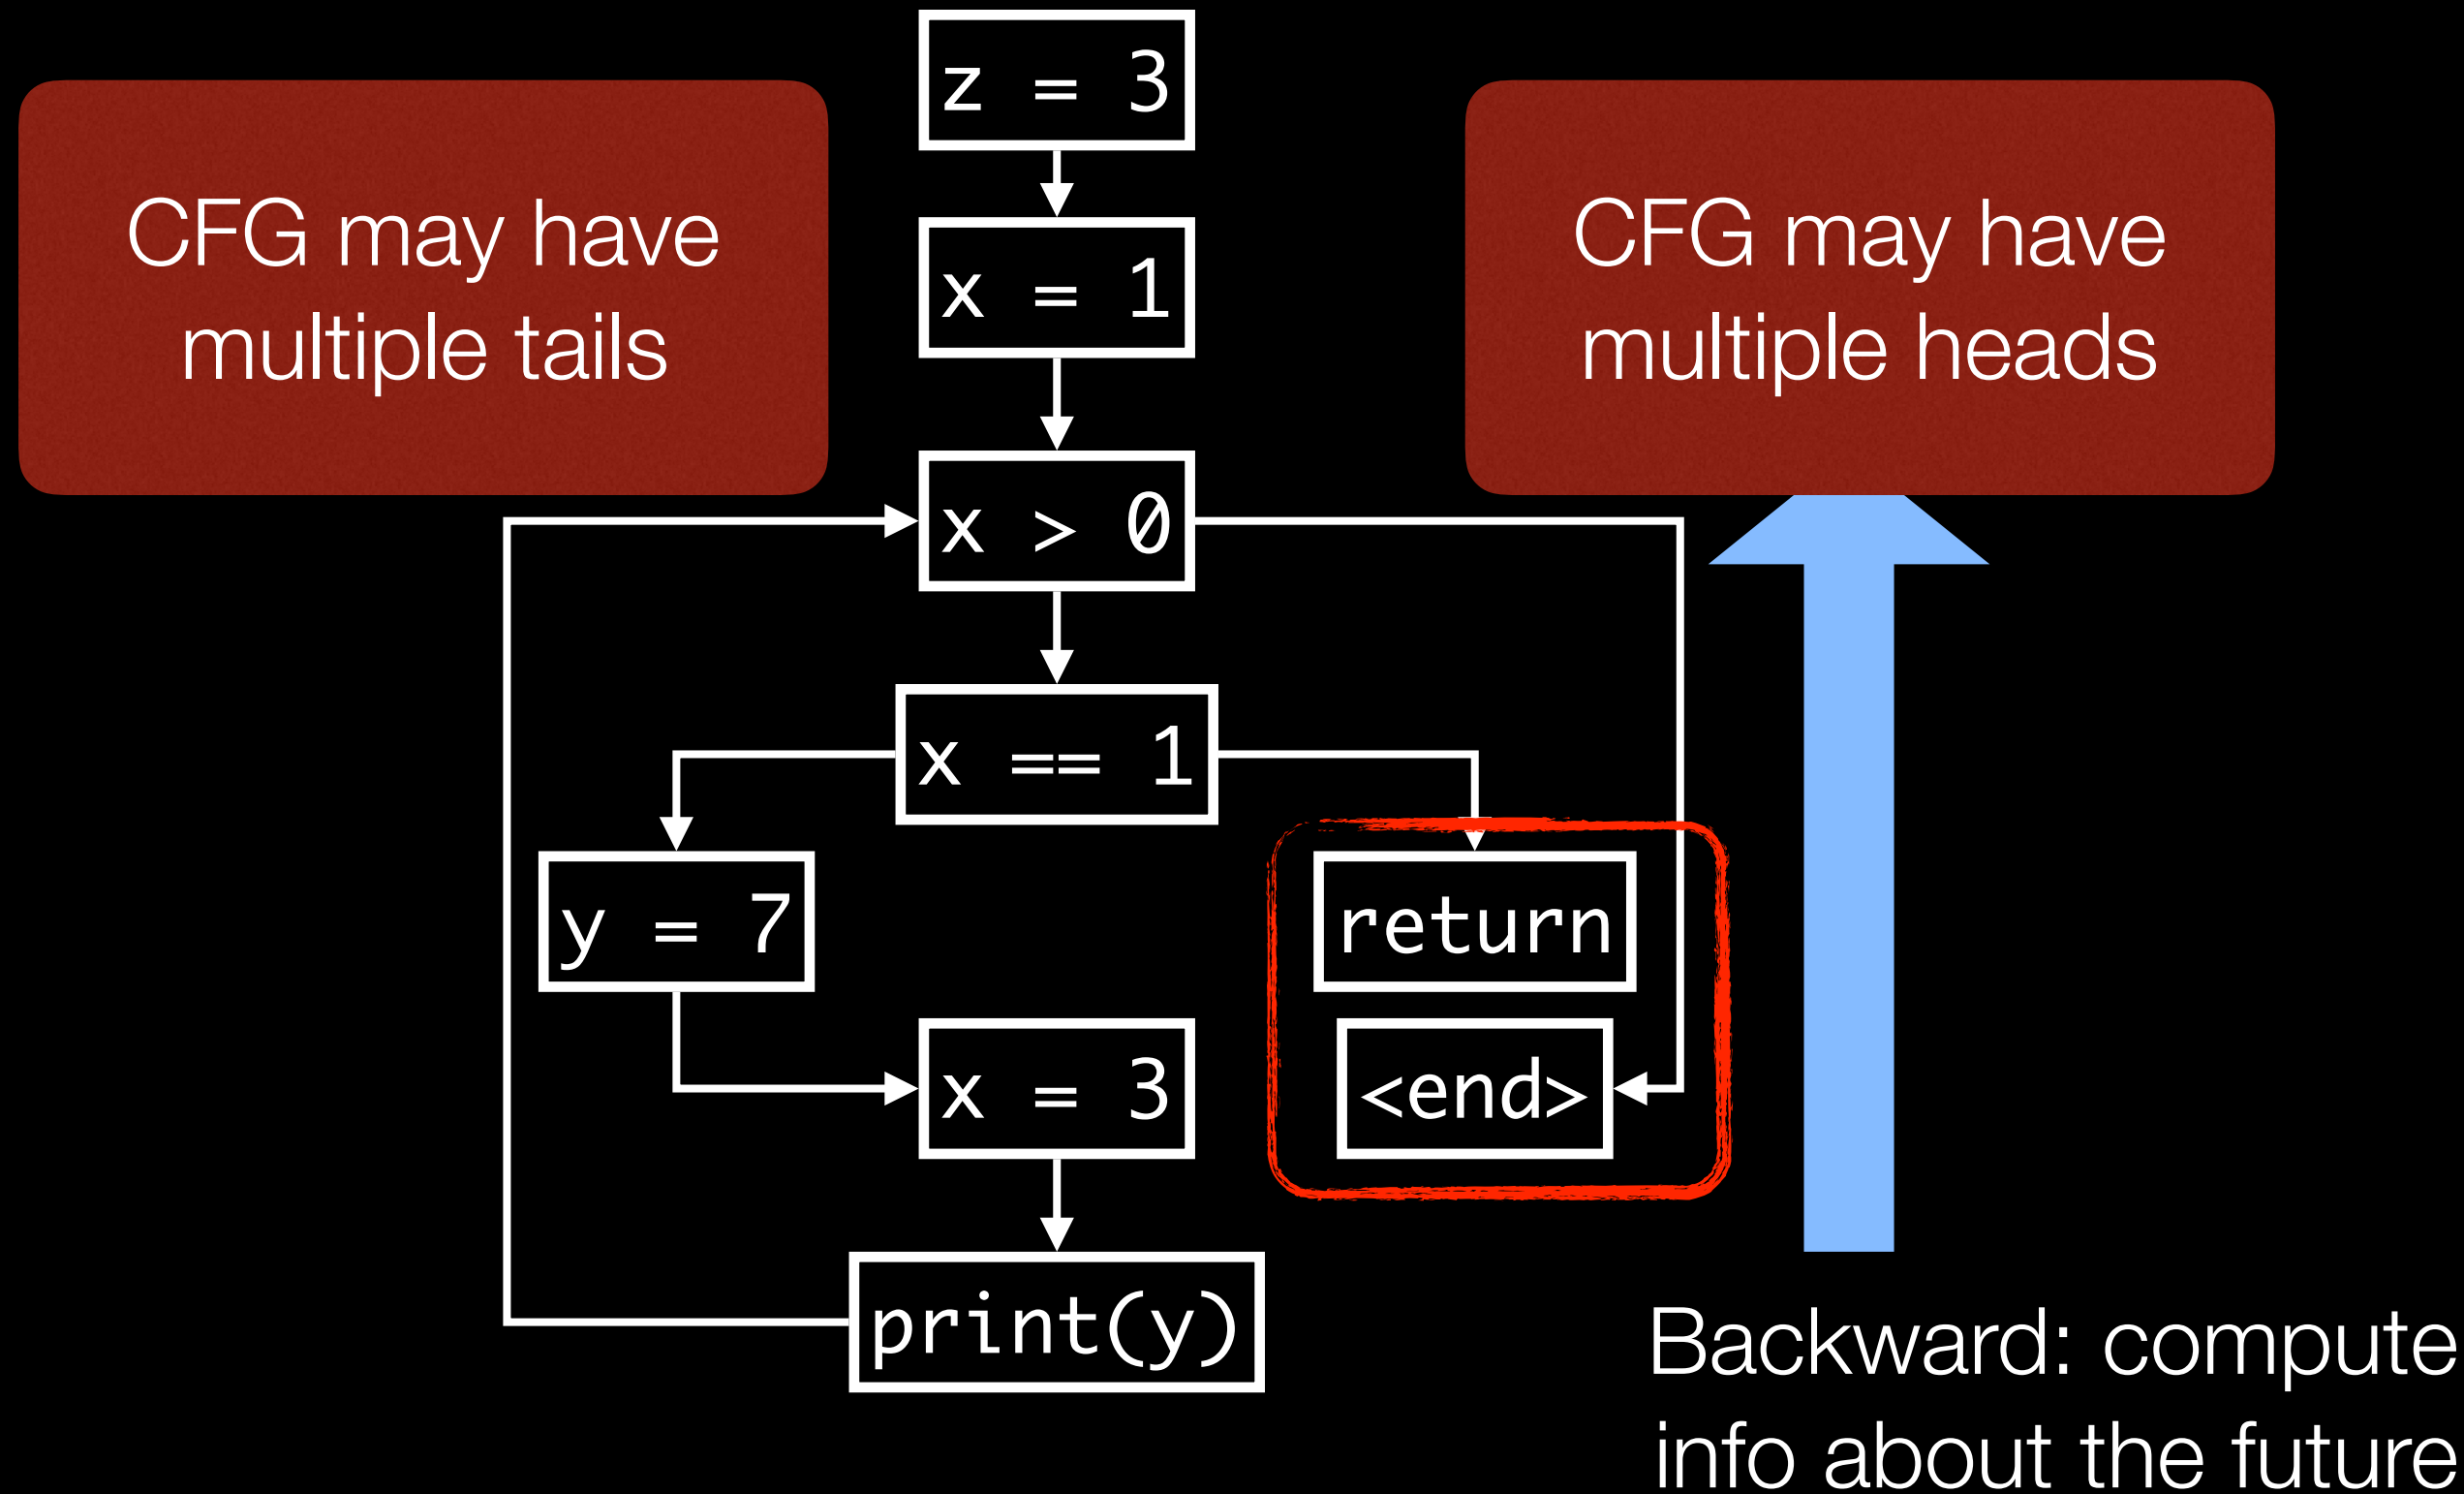 z = 3
CFG may have
multiple tails
CFG may have
multiple heads
x = 1
x > 0
x == 1
y = 7
return
x = 3
<end>
print(y)
Backward: compute
info about the future